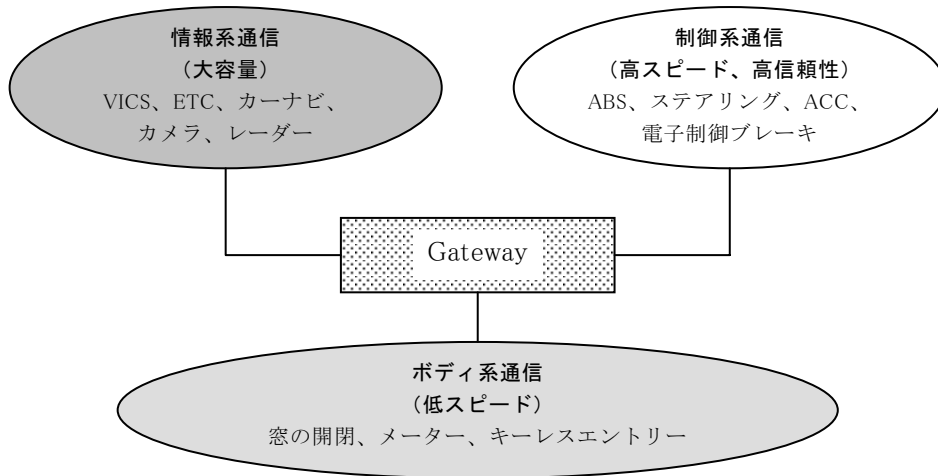 情報系通信
（大容量）
VICS、ETC、カーナビ、
カメラ、レーダー
制御系通信
（高スピード、高信頼性）
ABS、ステアリング、ACC、
電子制御ブレーキ
Gateway
ボディ系通信
（低スピード）
窓の開閉、メーター、キーレスエントリー